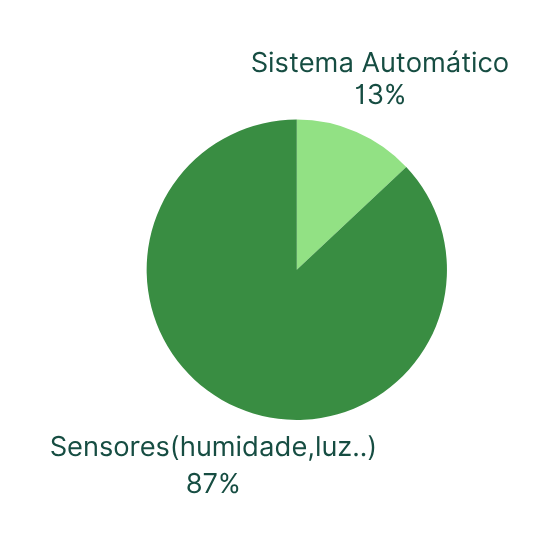 Sistema Automático
13%
Sensores(humidade,luz..)
87%